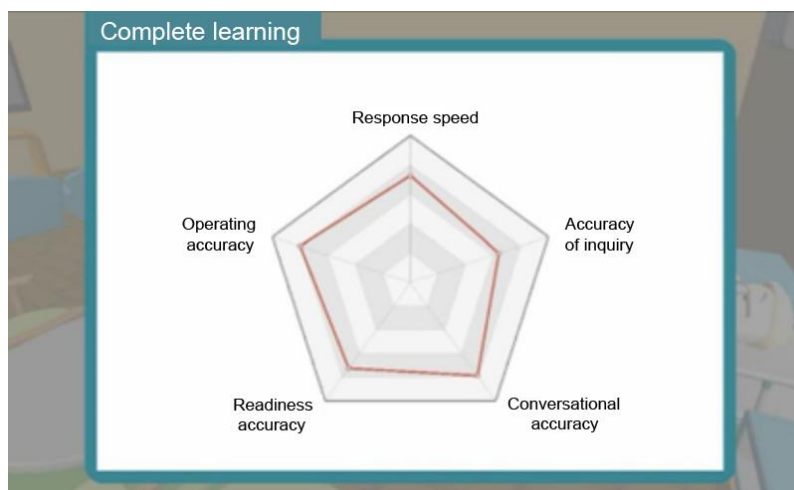 Complete learning
Response speed
Operating
accuracy
Accuracy
of inquiry
Readiness
accuracy
Conversational
accuracy